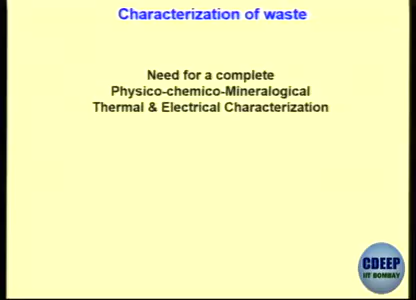 Characterization of waste
Need for a complete
Physico-chemico-Mineralogical
Thermal & Electrical Characterization
CDEEP
IIT BOMBAY